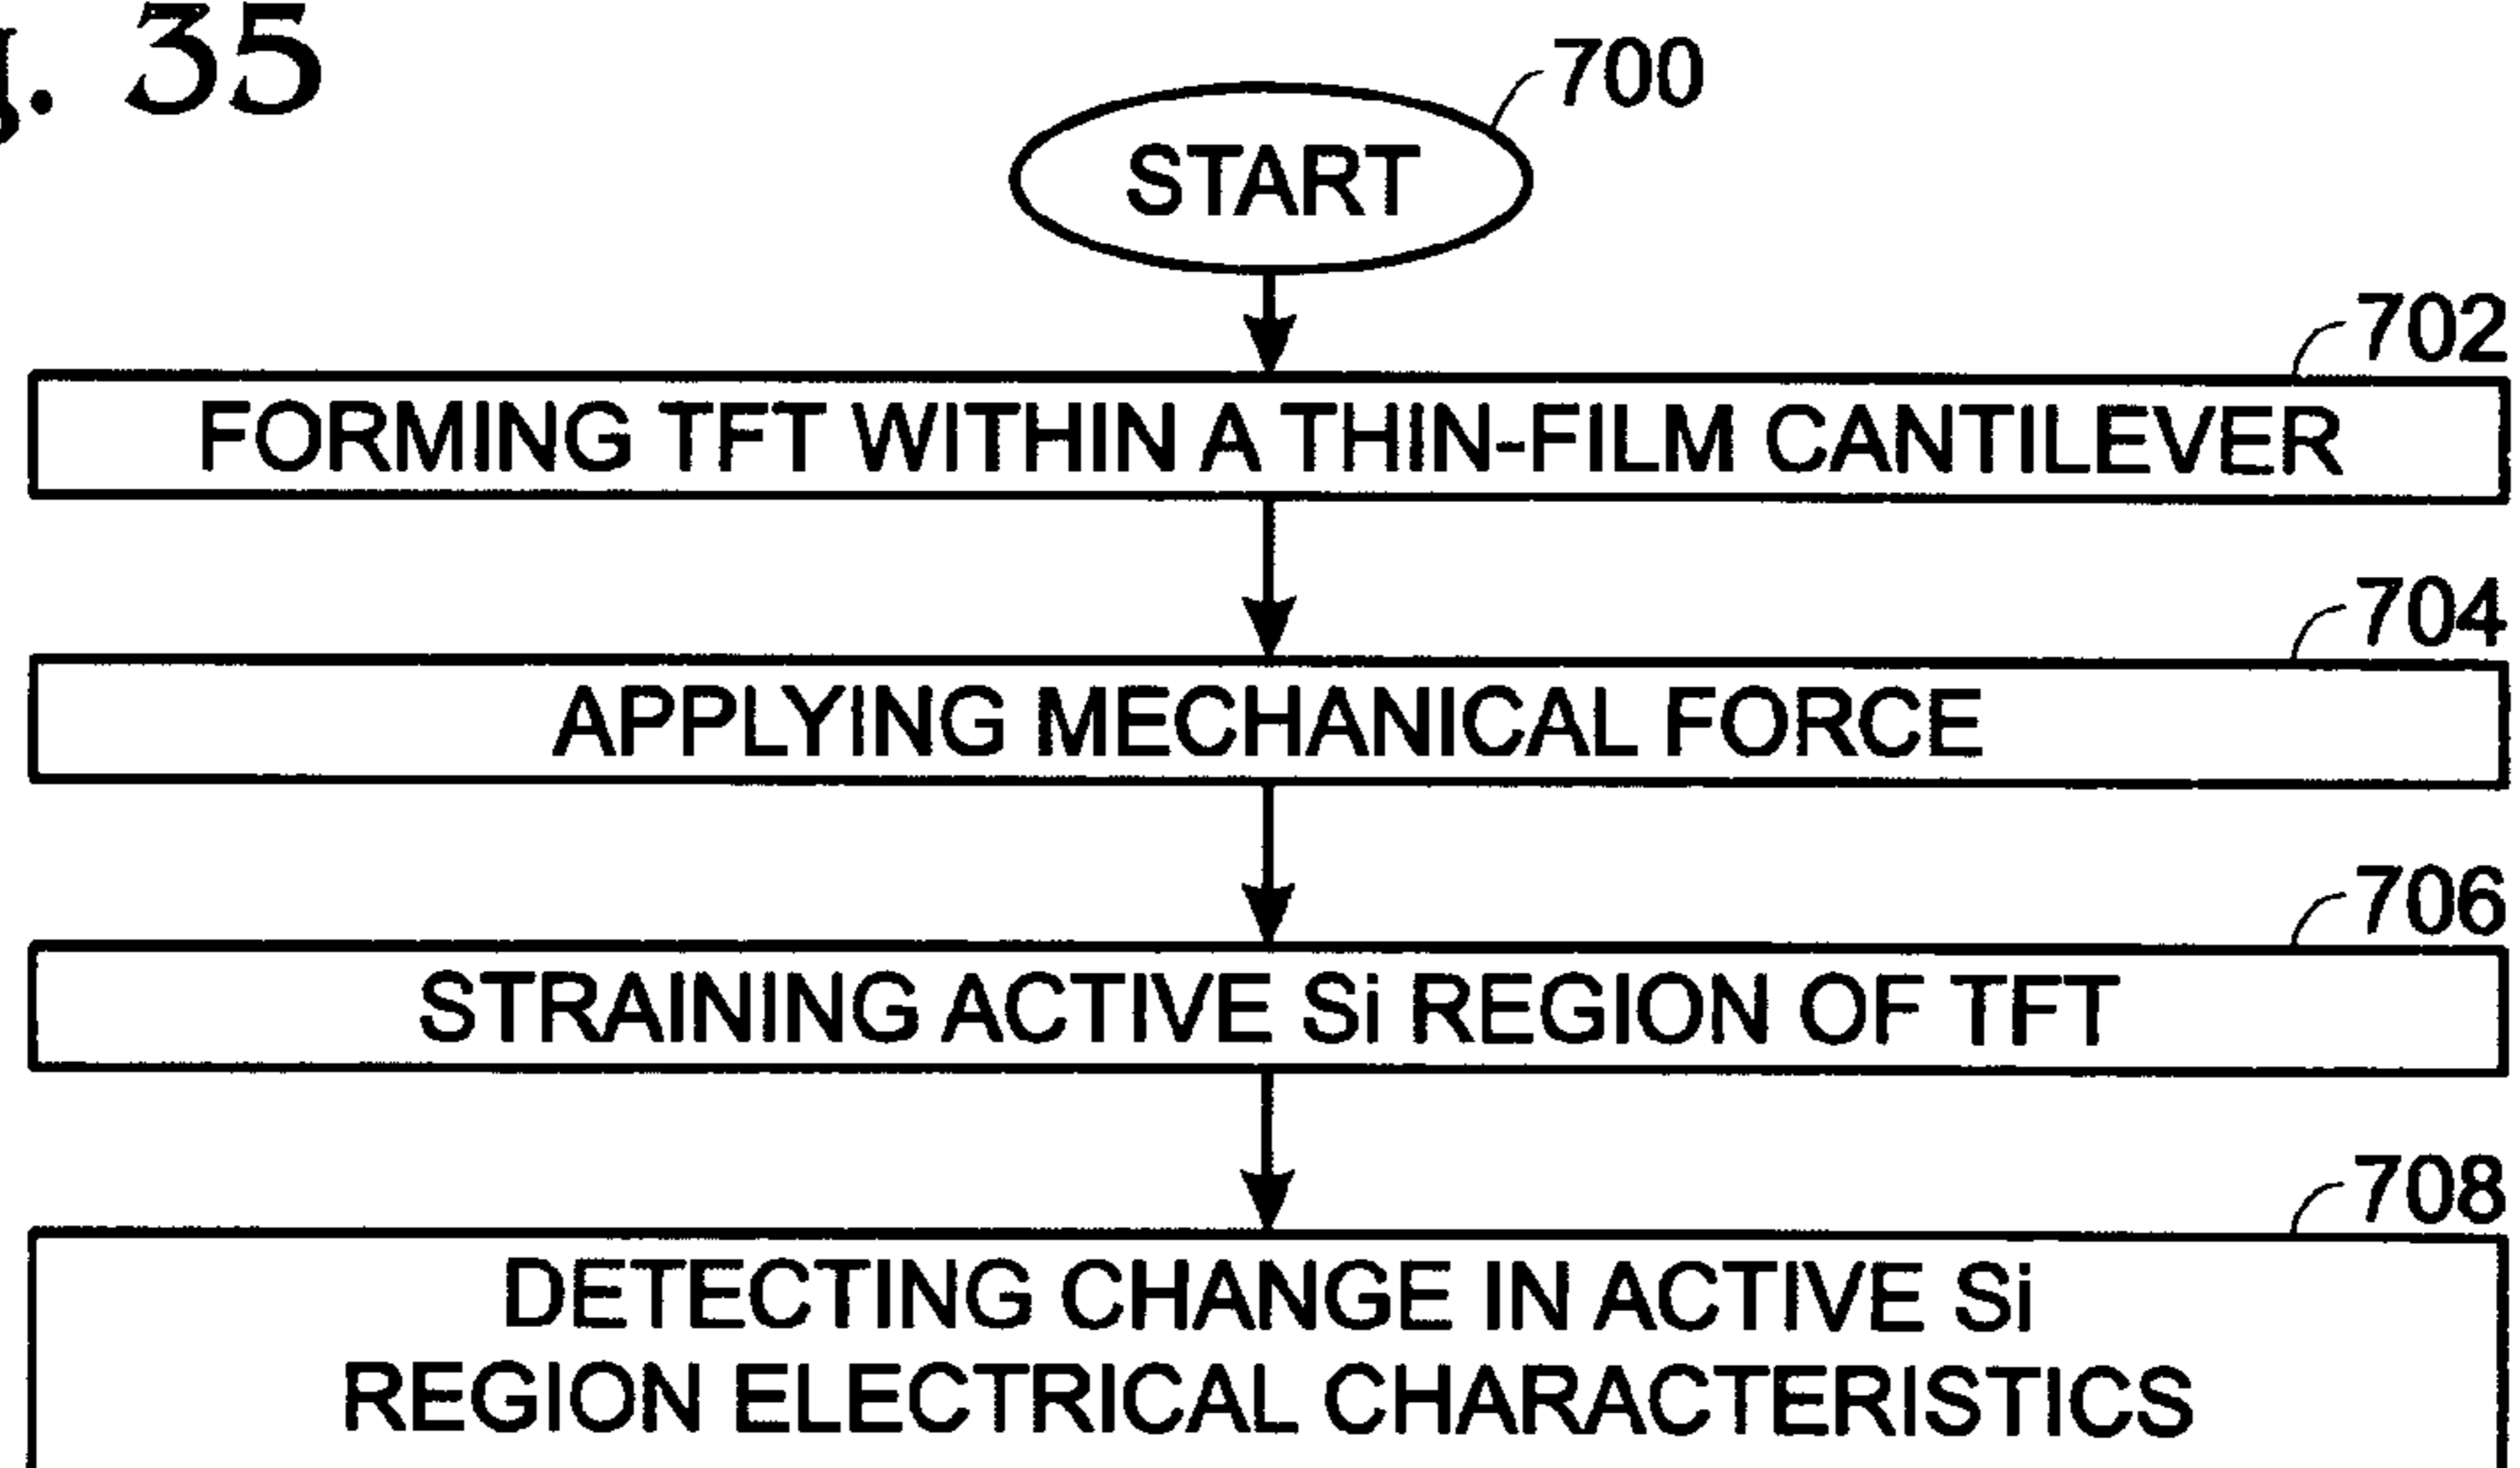 g. 35
700
START
702
FORMING TFT WITHIN A THIN-FILM CANTILEVER
704
APPLYING MECHANICAL FORCE
706
STRAINING ACTIVE Si REGION OF TFT
708
DETECTING CHANGE IN ACTIVE Si
REGION ELECTRICAL CHARACTERISTICS